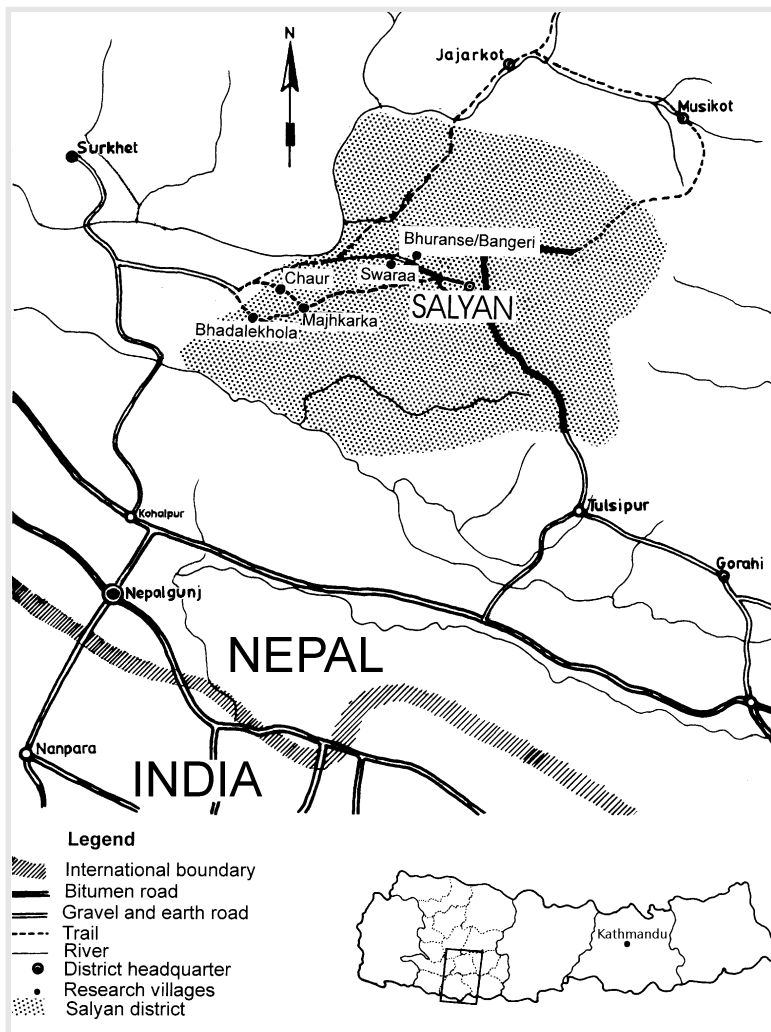 N
Jajarkot
Musikot
Surkhet
Bhuranse/Bangeri
Swaraa
Chaur
SALYAN
Majhkarka
Bhadalekhola
Kohalpur
Tulsipur
Gorahi
Nepalgunj
NEPAL
Nanpara
INDIA
Legend
International boundary
Bitumen road
Gravel and earth road
Trail
River
District headquarter
Research villages
Salyan district
Kathmandu